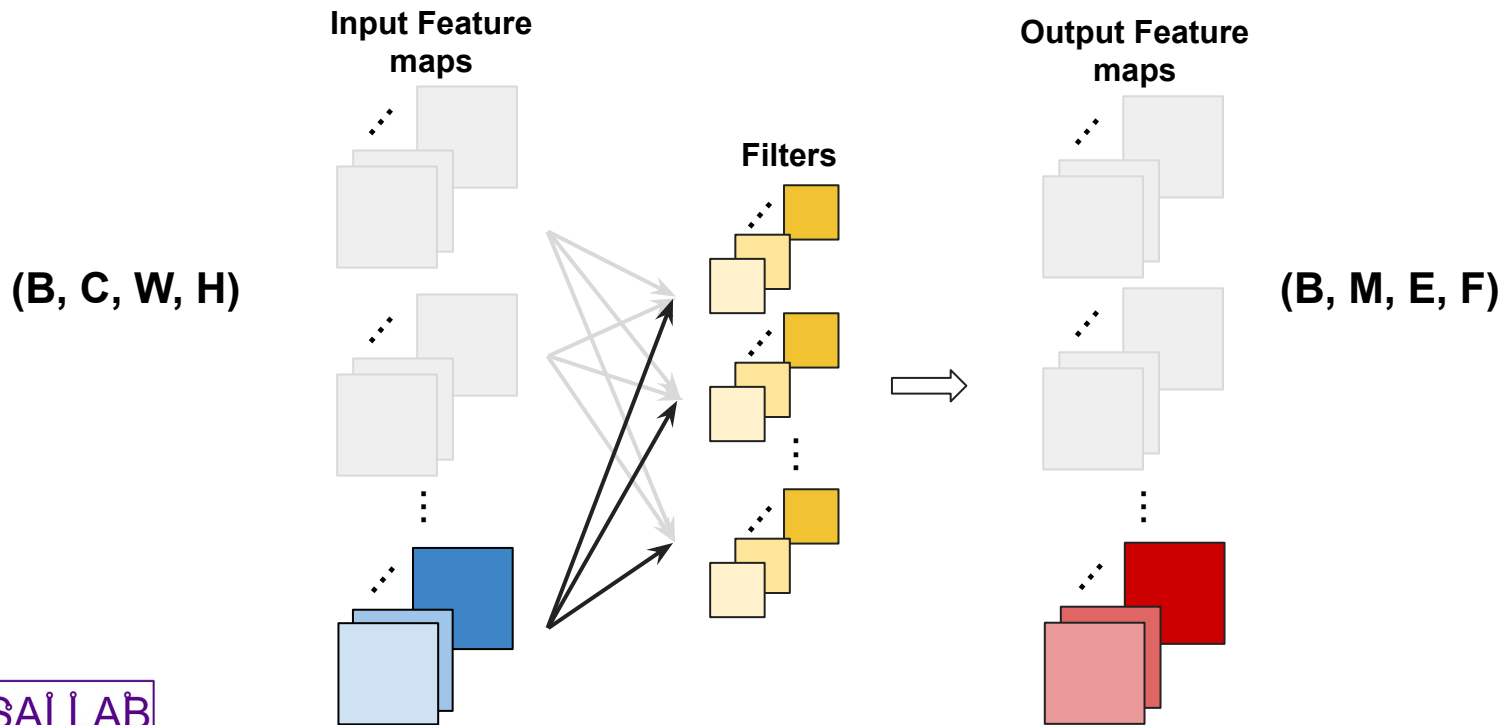 Input Feature
maps
Output Feature
maps
Filters
(B, C, W, H)
(B, M, E, F)